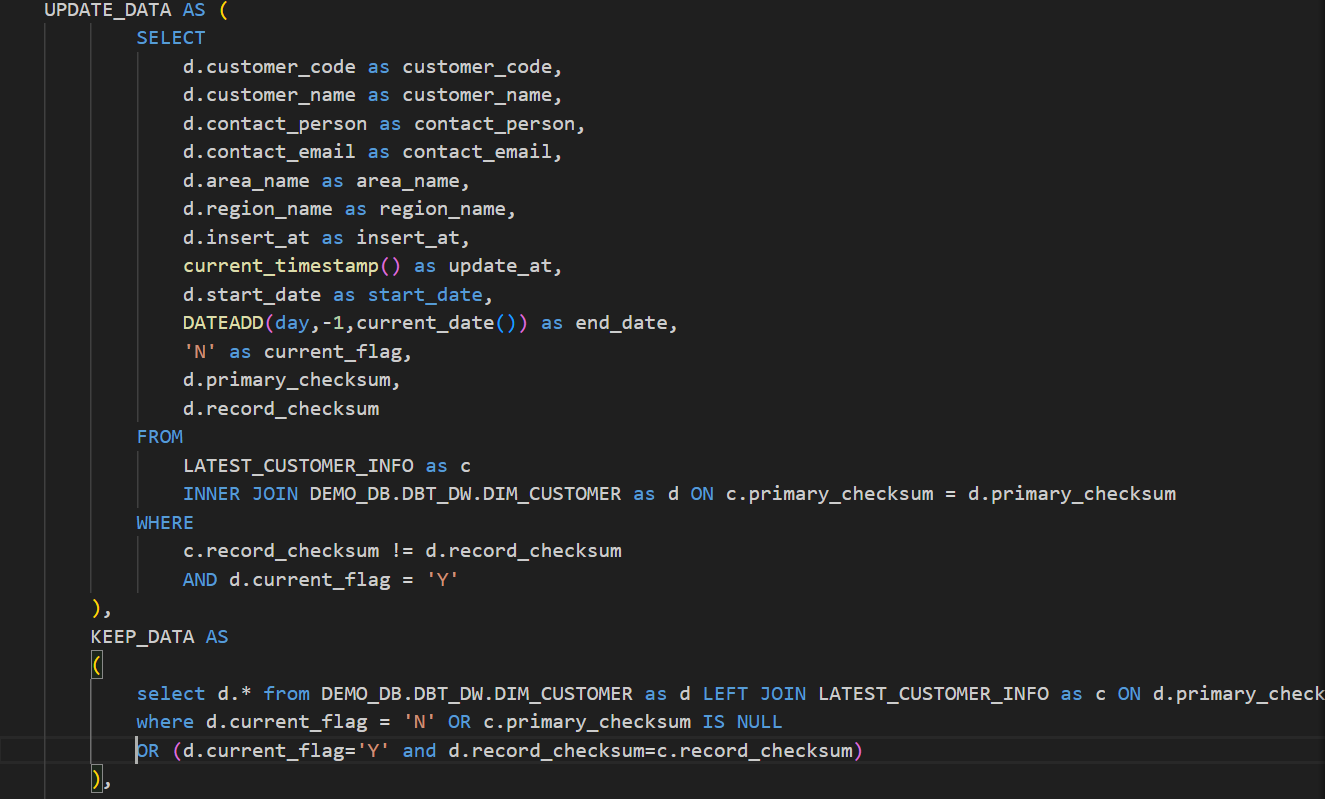 UPDATE_DATA AS (
SELECT
d.customer_code as customer_code,
d.customer_name as customer_name,
d.contact_person as contact_person,
d.contact_email as contact_email,
d.area_name as area_name,
d.region_name as region_name,
d.insert_at as insert_at,
current_timestamp() as update_at,
d.start_date as start_date,
DATEADD(day,-1,current_date()) as end_date,
'N' as current_flag,
d.primary_checksum,
d.record_checksum
FROM
LATEST_CUSTOMER_INFO as c
INNER JOIN DEMO_DB.DBT_DW.DIM_CUSTOMER as d ON c.primary_checksum = d.primary_checksum
WHERE
c.record_checksum != d.record_checksum
AND d.current_flag = 'Y'
),
KEEP_DATA AS
(
select d.* from DEMO_DB.DBT_DW.DIM_CUSTOMER as d LEFT JOIN LATEST_CUSTOMER_INFO as c ON d.primary_check
where d.current_flag = 'N' OR c.primary_checksum IS NULL
OR (d.current_flag='Y' and d.record_checksum=c.record_checksum)
),